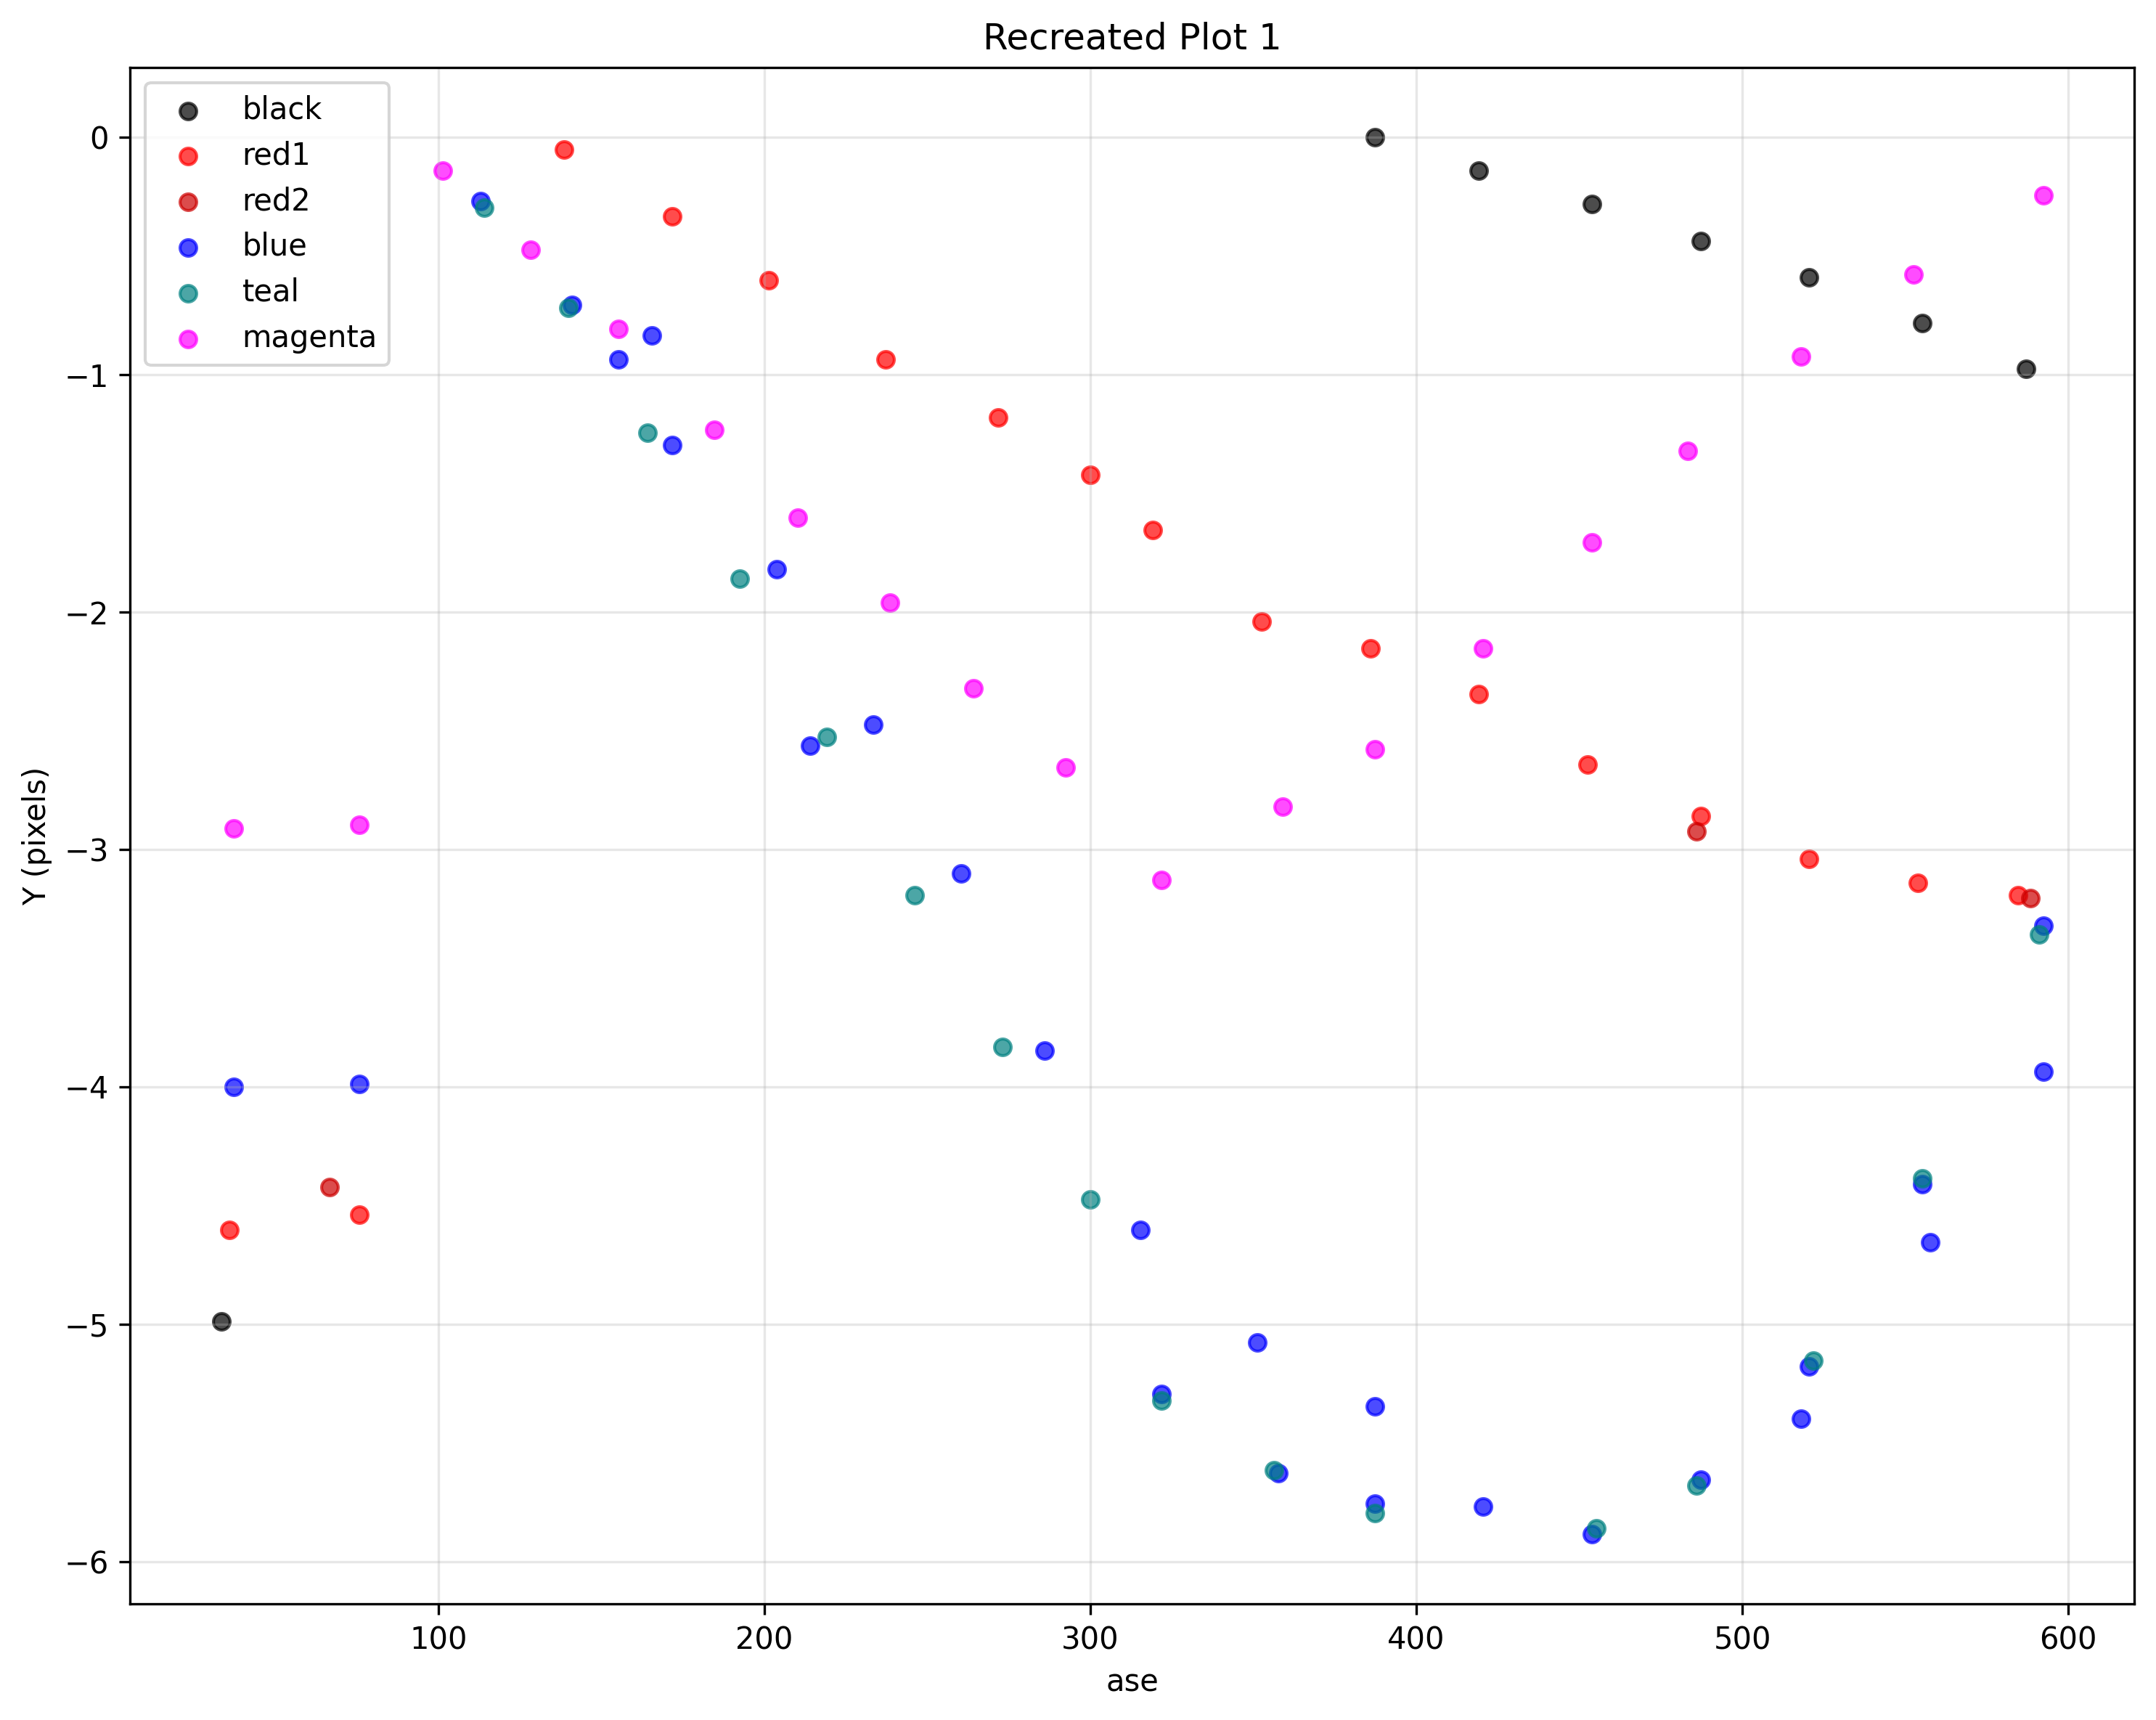 Recreated Plot 1
black
red1
red2
blue
teal
magenta
0
−1
−2
−3
−4
−5
−6
Y (pixels)
100 200 300 400 500 600
ase